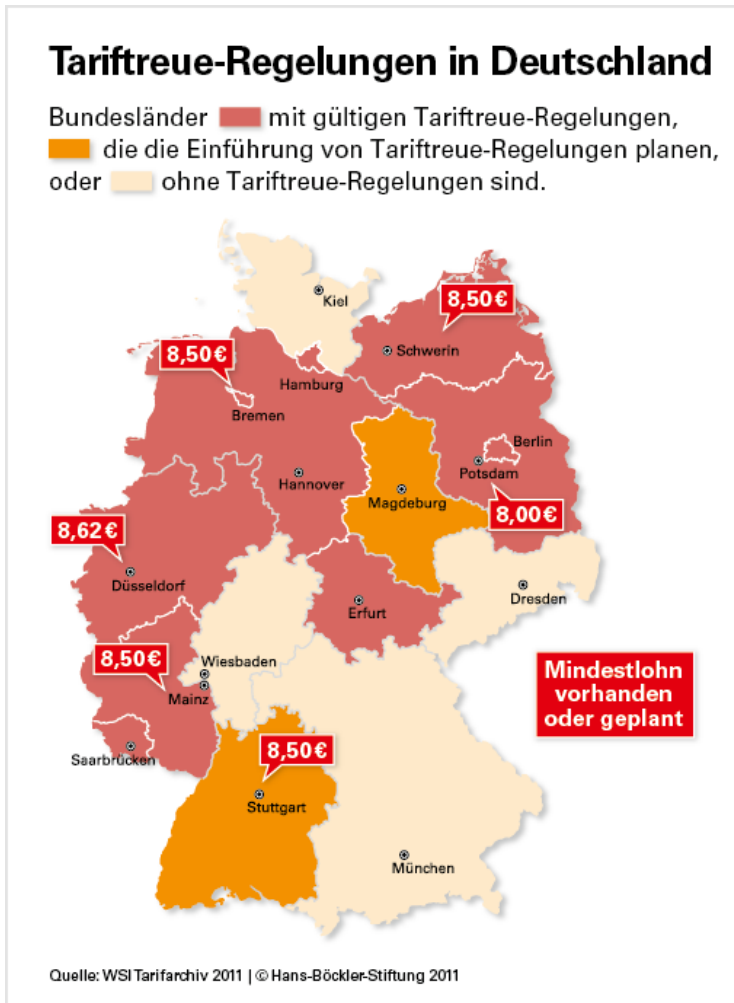 Tariftreue-Regelungen in Deutschland
Bundesländer mit gültigen Tariftreue-Regelungen,
die die Einführung von Tariftreue-Regelungen planen,
oder ohne Tariftreue-Regelungen sind.
Kiel
8,50€
Schwerin
8,50€
Hamburg
Bremen
Berlin
Potsdam
Hannover
Magdeburg
8,00€
8,62€
Düsseldorf
Dresden
Erfurt
8,50€
Wiesbaden
Mainz
Mindestlohn
vorhanden
oder geplant
Saarbrücken
8,50€
Stuttgart
München
Quelle: WSI Tarifarchiv 2011 | © Hans-Böckler-Stiftung 2011